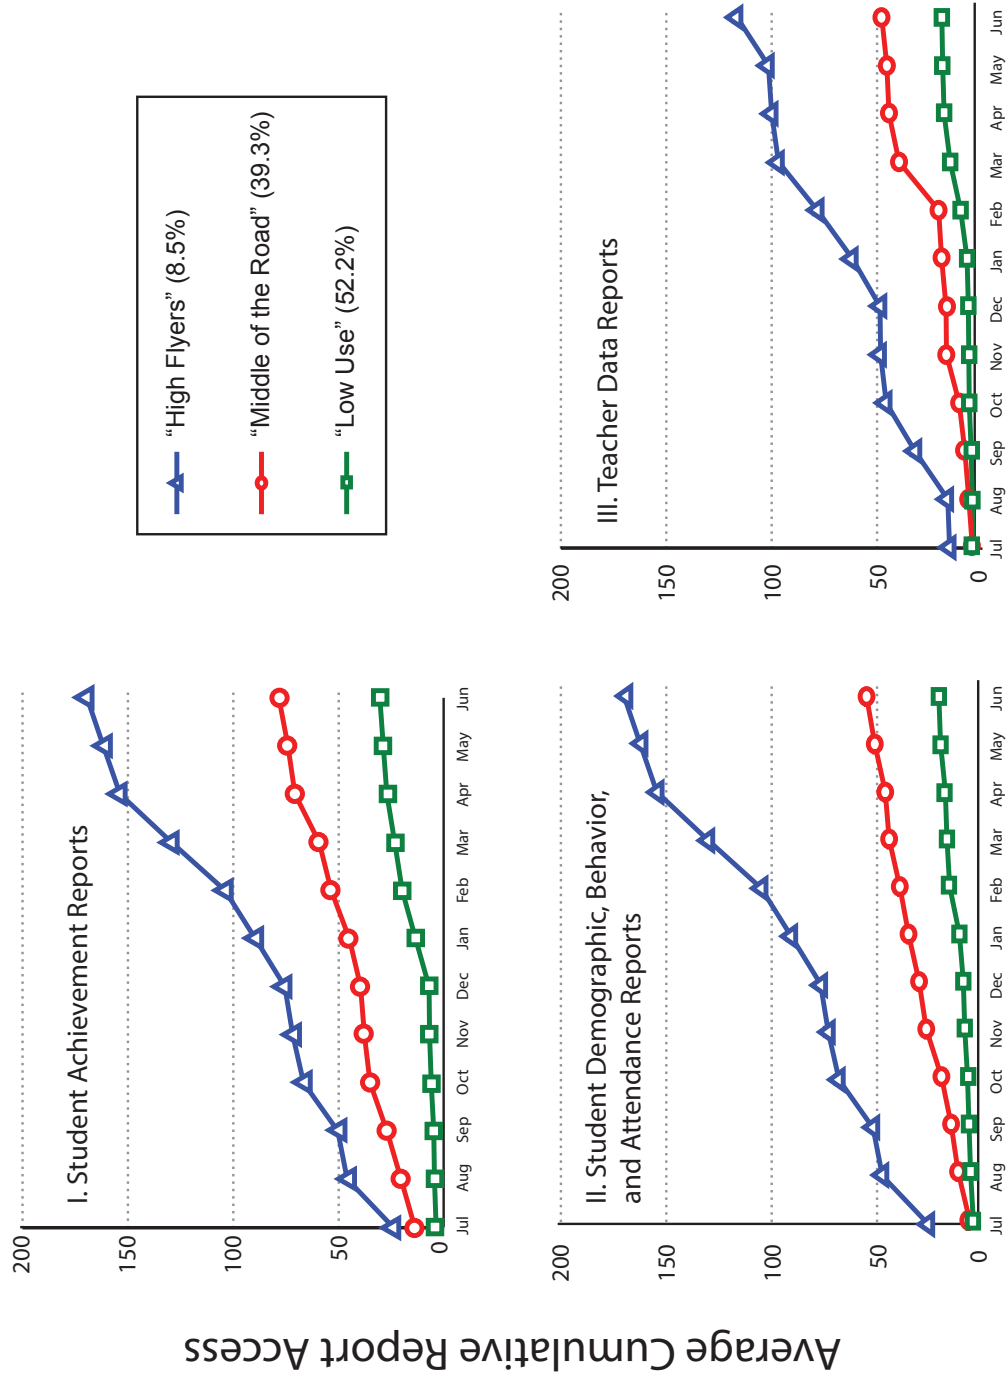 Average Cumulative Report Access
I. Student Achievement Reports
200
150
100
50
0
Jul Aug Sep Oct Nov Dec Jan Feb Mar Apr May Jun
“High Flyers” (8.5%)
“Middle of the Road” (39.3%)
“Low Use” (52.2%)
II. Student Demographic, Behavior,
and Attendance Reports
200
150
100
50
0
Jul Aug Sep Oct Nov Dec Jan Feb Mar Apr May Jun
III. Teacher Data Reports
200
150
100
50
0
Jul Aug Sep Oct Nov Dec Jan Feb Mar Apr May Jun